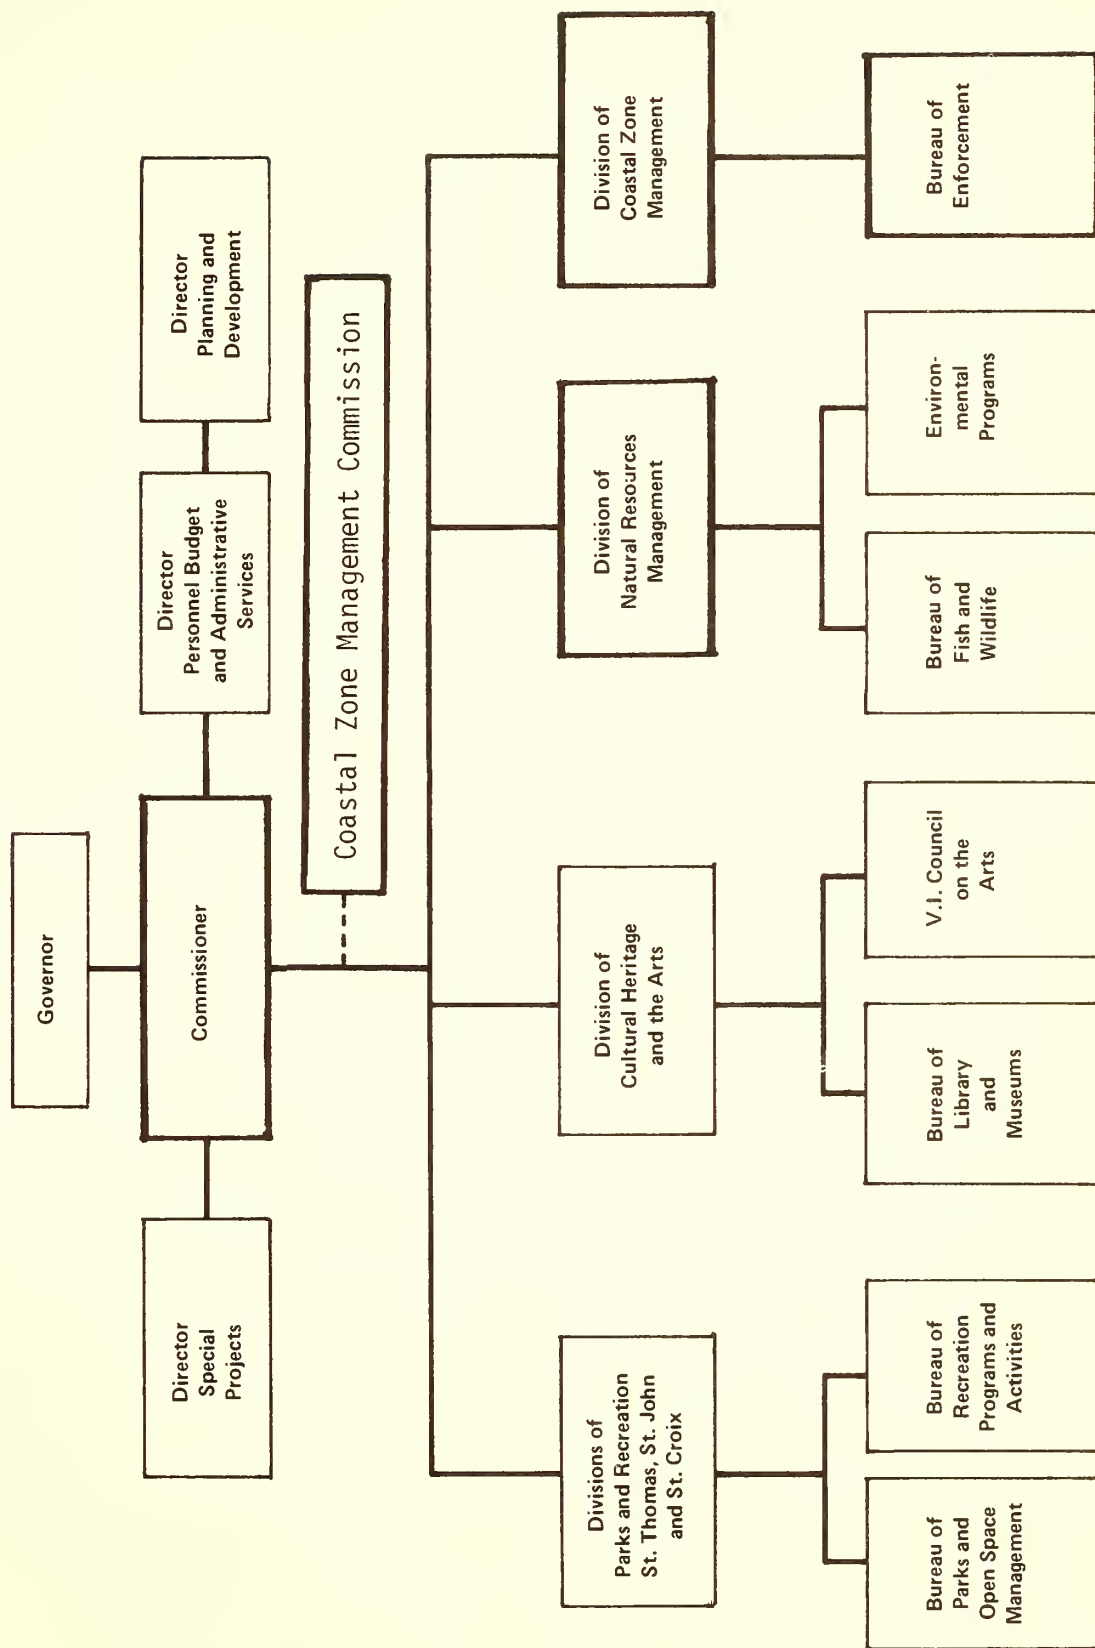 Governor
Director
Special
Projects
Commissioner
Director
Personnel Budget
and Administrative
Services
Director
Planning and
Development
Coastal Zone Management Commission
Divisions of
Parks and Recreation
St. Thomas, St. John
and St. Croix
Division of
Cultural Heritage
and the Arts
Division of
Natural Resources
Management
Division of
Coastal Zone
Management
Bureau of
Parks and
Open Space
Management
Bureau of
Recreation
Programs and
Activities
Bureau of
Library
and
Museums
V.I. Council
on the
Arts
Bureau of
Fish and
Wildlife
Environ-
mental
Programs
Bureau of
Enforcement